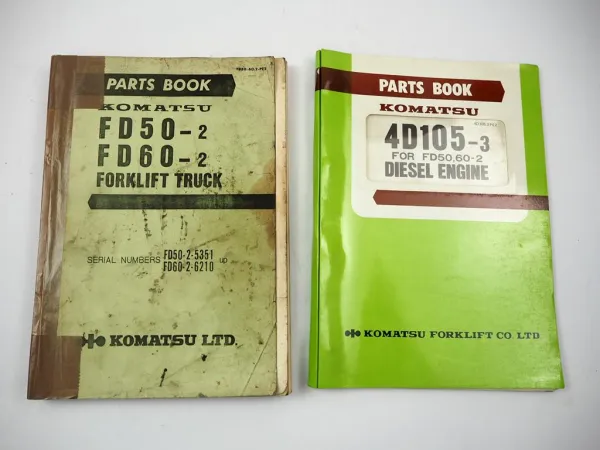 PARTS BOOK
KOMATSU
FD50-2
FD60-2
FORKLIFT TRUCK
SERIAL NUMBERS FD50-2-5351
FD60-2-6210 UP
KOMATSU LTD.
PARTS BOOK
KOMATSU
4D105-3
FOR FD50,60-2
DIESEL ENGINE
KOMATSU FORKLIFT CO. LTD